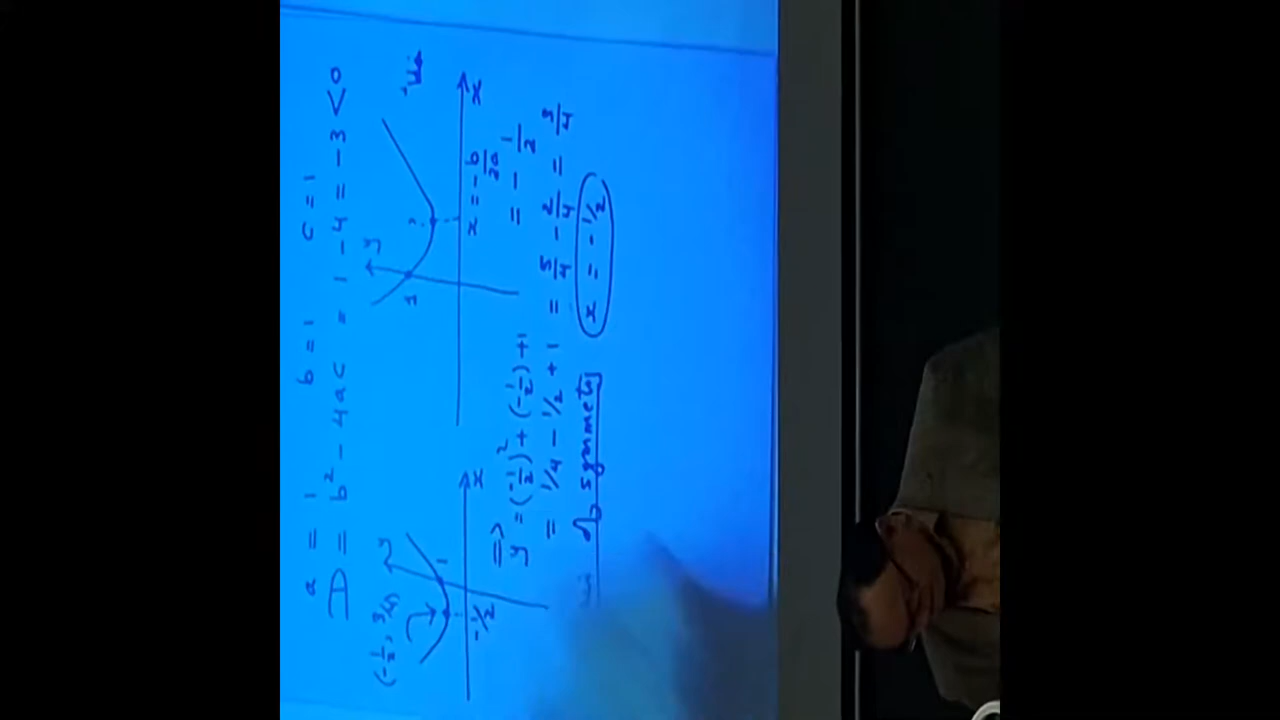 a = 1 b = 1 c = 1
D = b² - 4ac = 1 - 4 = -3 < 0
(-1/2, 3/4)
y
1
x
-1/2
y
1
?
x
x = -b/2a
= -1/2
⇒
y = (-1/2)² + (-1/2) + 1
= 1/4 - 1/2 + 1 = 5/4 - 2/4 = 3/4
of symmetry x = -1/2